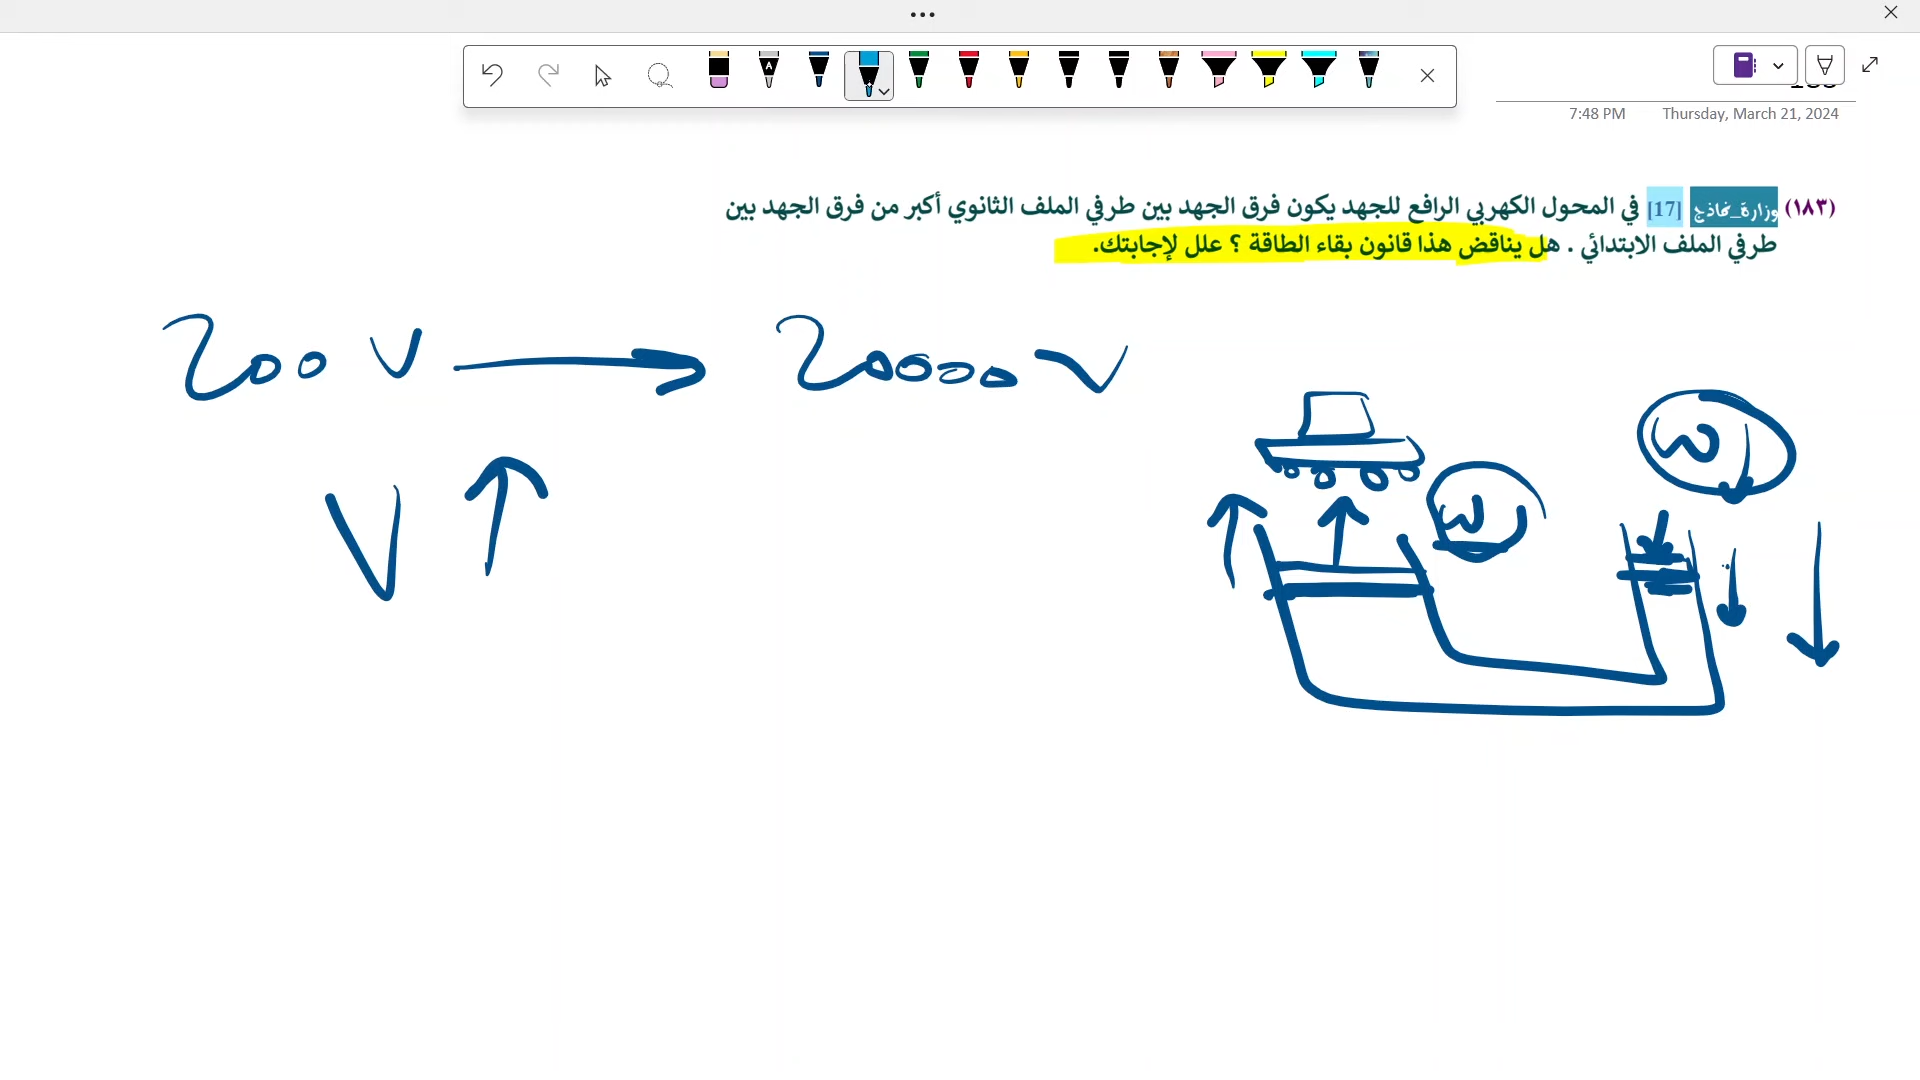 7:48 PM Thursday, March 21, 2024
(١٨٣) وزارة_نماذج [17] في المحول الكهربي الرافع للجهد يكون فرق الجهد بين طرفي الملف الثانوي أكبر من فرق الجهد بين
طرفي الملف الابتدائي . هل يناقض هذا قانون بقاء الطاقة ؟ علل لإجابتك.
200 V → 20000 V
V ↑
W
W